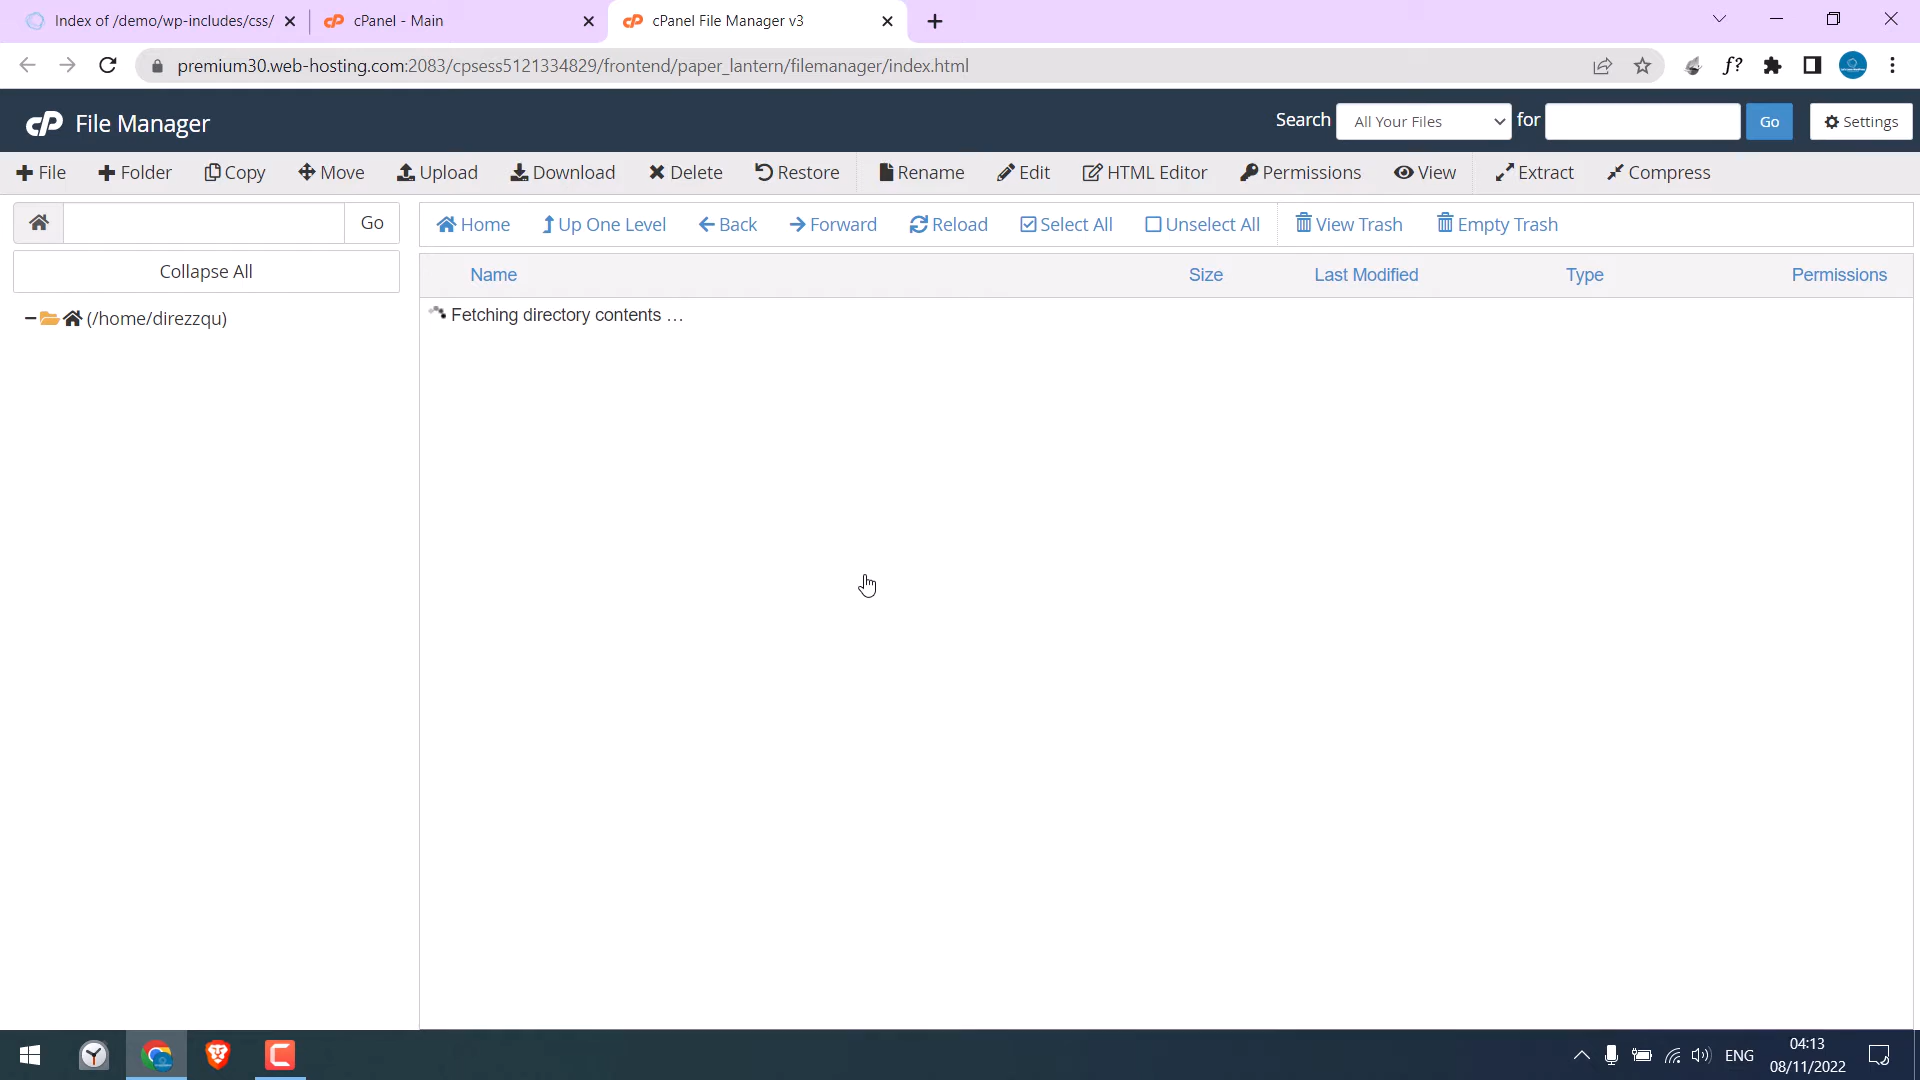 Index of /demo/wp-includes/css/
cPanel - Main
cPanel File Manager v3
premium30.web-hosting.com:2083/cpsess5121334829/frontend/paper_lantern/filemanager/index.html
f?
cP File Manager
Search All Your Files for Go Settings
File Folder Copy Move Upload Download Delete Restore Rename Edit HTML Editor Permissions View Extract Compress
Go
Home Up One Level Back Forward Reload Select All Unselect All View Trash Empty Trash
Collapse All
Name Size Last Modified Type Permissions
(/home/direzzqu)
Fetching directory contents …
ENG
04:13
08/11/2022